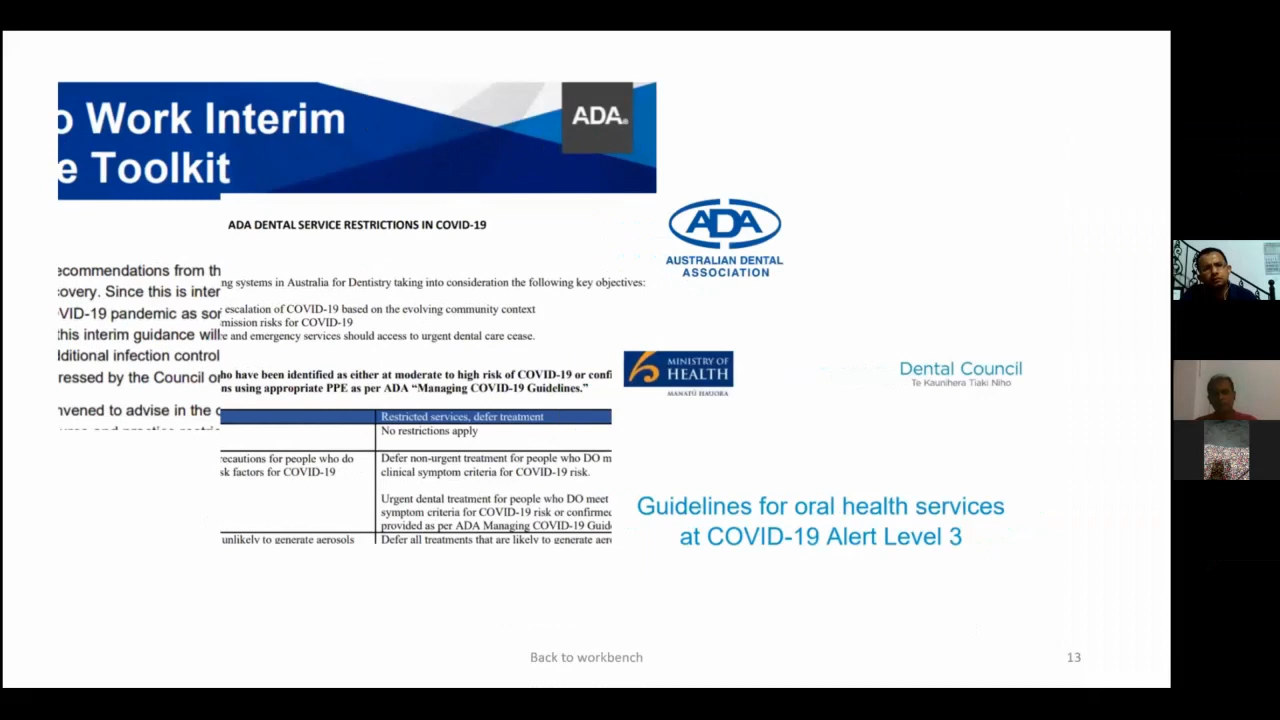 o Work Interim
e Toolkit
ADA®
ADA DENTAL SERVICE RESTRICTIONS IN COVID-19
ecommendations from th
covery. Since this is inter
VID-19 pandemic as sor
this interim guidance will
dditional infection control
ressed by the Council or
nvened to advise in the c
ng systems in Australia for Dentistry taking into consideration the following key objectives:
escalation of COVID-19 based on the evolving community context
mission risks for COVID-19
e and emergency services should access to urgent dental care cease.
ho have been identified as either at moderate to high risk of COVID-19 or confi
ns using appropriate PPE as per ADA “Managing COVID-19 Guidelines.”
Restricted services, defer treatment
No restrictions apply
recautions for people who do
sk factors for COVID-19
Defer non-urgent treatment for people who DO m
clinical symptom criteria for COVID-19 risk.
Urgent dental treatment for people who DO meet
symptom criteria for COVID-19 risk or confirmed
provided as per ADA Managing COVID-19 Guide
unlikely to generate aerosols
Defer all treatments that are likely to generate aero
ADA
AUSTRALIAN DENTAL
ASSOCIATION
MINISTRY OF
HEALTH
MANATŪ HAUORA
Dental Council
Te Kaunihera Tiaki Niho
Guidelines for oral health services
at COVID-19 Alert Level 3
Back to workbench
13